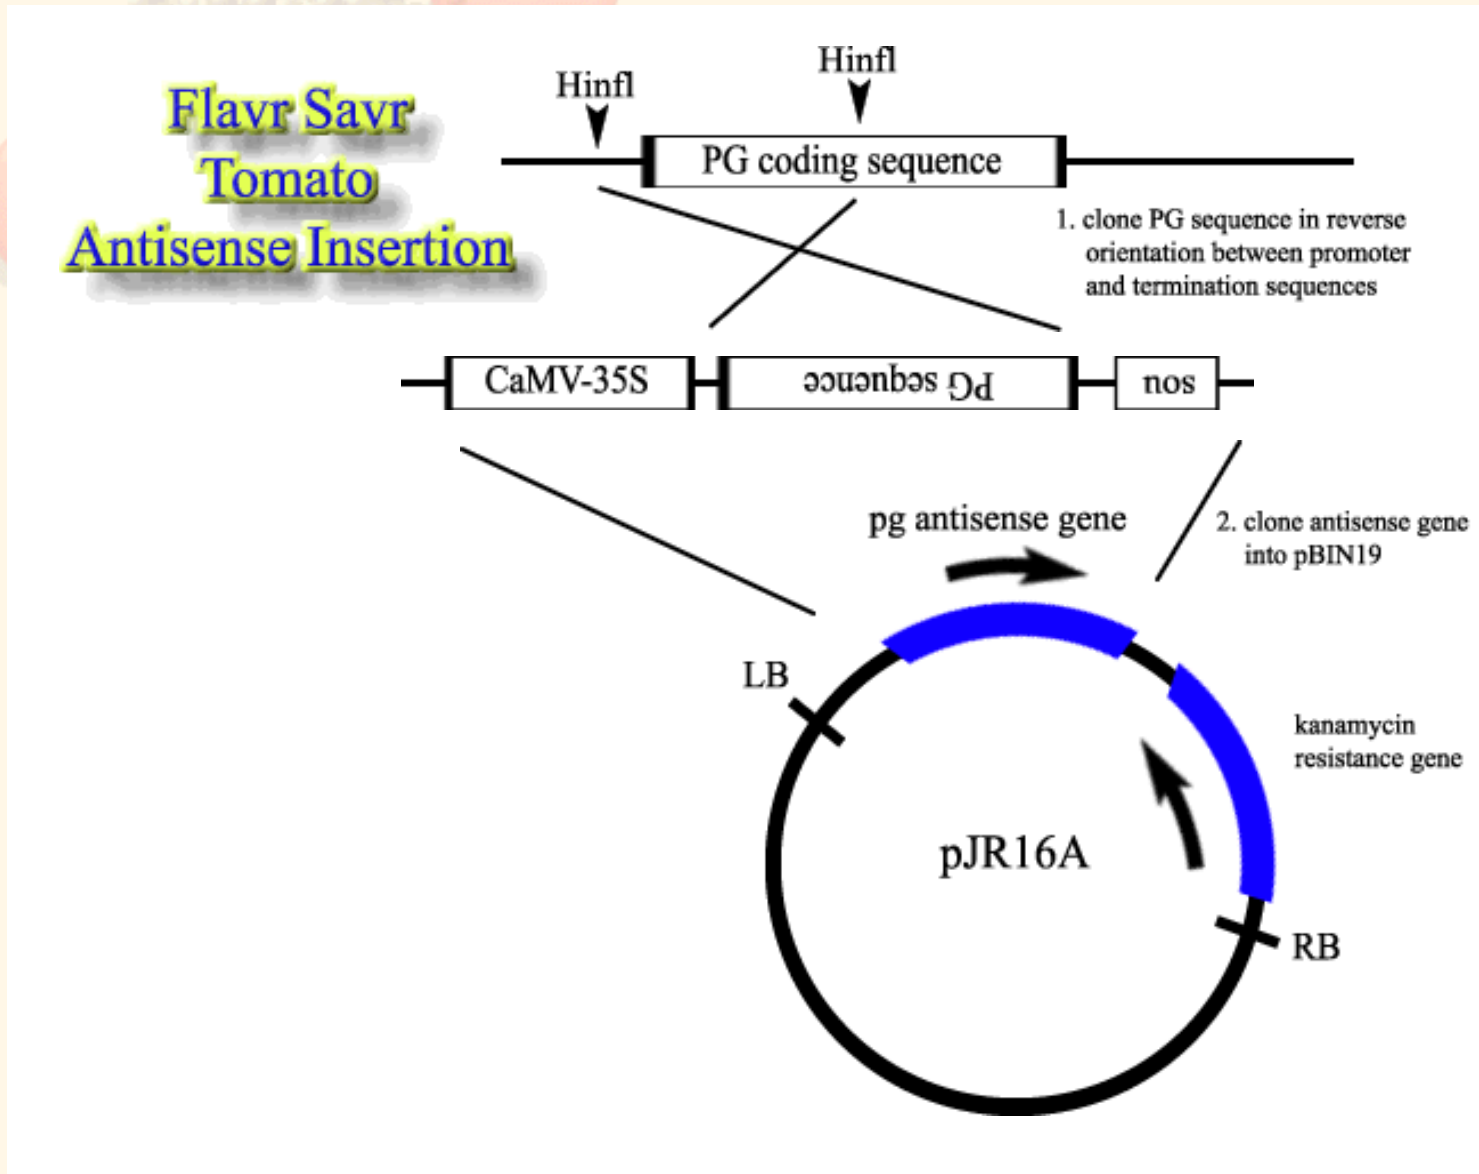 Flavr Savr
Tomato
Antisense Insertion
Hinfl
Hinfl
PG coding sequence
1. clone PG sequence in reverse
orientation between promoter
and termination sequences
CaMV-35S
PG sequence
nos
pg antisense gene
2. clone antisense gene
into pBIN19
LB
kanamycin
resistance gene
pJR16A
RB